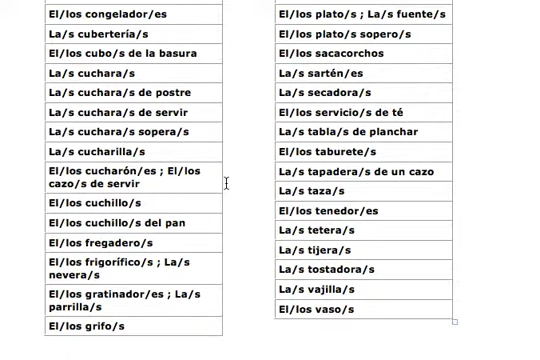 El/los congelador/es
La/s cubertería/s
El/los cubo/s de la basura
La/s cuchara/s
La/s cuchara/s de postre
La/s cuchara/s de servir
La/s cuchara/s sopera/s
La/s cucharilla/s
El/los cucharón/es ; El/los
cazo/s de servir
El/los cuchillo/s
El/los cuchillo/s del pan
El/los fregadero/s
El/los frigorífico/s ; La/s
nevera/s
El/los gratinador/es ; La/s
parrilla/s
El/los grifo/s
El/los plato/s ; La/s fuente/s
El/los plato/s sopero/s
El/los sacacorchos
La/s sartén/es
La/s secadora/s
El/los servicio/s de té
La/s tabla/s de planchar
El/los taburete/s
La/s tapadera/s de un cazo
La/s taza/s
El/los tenedor/es
La/s tetera/s
La/s tijera/s
La/s tostadora/s
La/s vajilla/s
El/los vaso/s